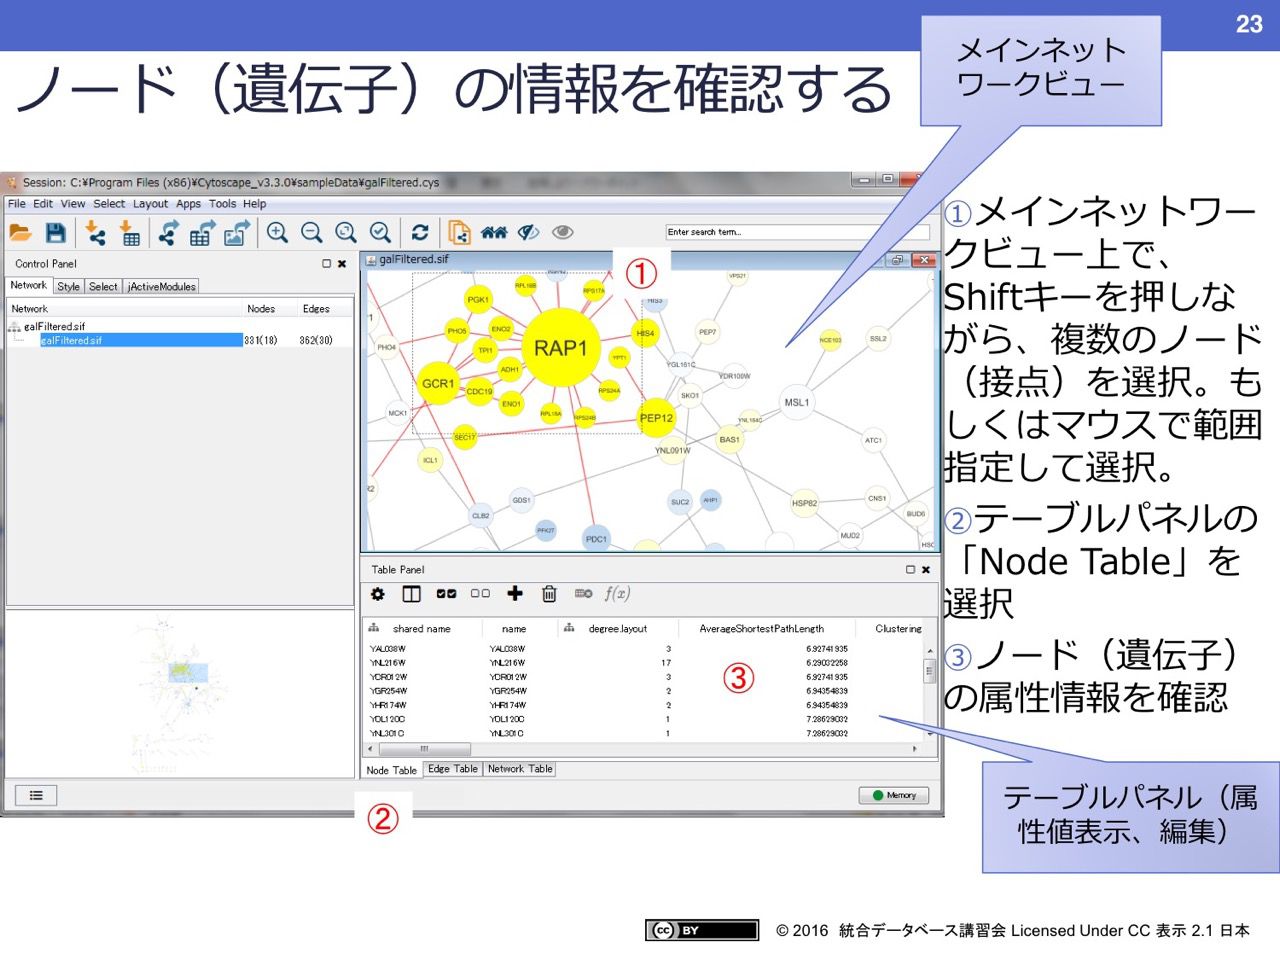 23
メインネット
ワークビュー
ノード（遺伝子）の情報を確認する
Session: C:¥Program Files (x86)¥Cytoscape_v3.3.0¥sampleData¥galFiltered.cys
File Edit View Select Layout Apps Tools Help
Enter search term...
Control Panel
Network Style Select jActiveModules
Network Nodes Edges
galFiltered.sif
galFiltered.sif 331(18) 362(30)
galFiltered.sif
①
RPL18B
RPS17A
HIS3
VPS21
PGK1
PHO5
ENO2
RAP1
HIS4
PEP7
NCE103
SSL2
PHO4
TPI1
YPT1
YGL161C
YDR100W
GCR1
ADH1
CDC19
RPS24A
SKO1
MSL1
MCK1
ENO1
RPL18A
RPS24B
PEP12
YNL164C
SEC17
BAS1
ATC1
ICL1
YNL091W
R2
GDS1
SUC2
AHP1
HSP82
CNS1
CLB2
BUD6
PFK27
PDC1
MUD2
HSC
Table Panel
f(x)
shared name name degree.layout AverageShortestPathLength Clustering
YAL038W YAL038W 3 6.92741935
YNL216W YNL216W 17 6.29032258
YCR012W YCR012W 3 6.92741935
YGR254W YGR254W 2 6.94354839
YHR174W YHR174W 2 6.94354839
YOL120C YOL120C 1 7.28629032
YNL301C YNL301C 1 7.28629032
③
Node Table Edge Table Network Table
Memory
②
①メインネットワー
クビュー上で、
Shiftキーを押しな
がら、複数のノード
（接点）を選択。も
しくはマウスで範囲
指定して選択。
②テーブルパネルの
「Node Table」を
選択
③ノード（遺伝子）
の属性情報を確認
テーブルパネル（属
性値表示、編集）
cc BY
© 2016 統合データベース講習会 Licensed Under CC 表示 2.1 日本